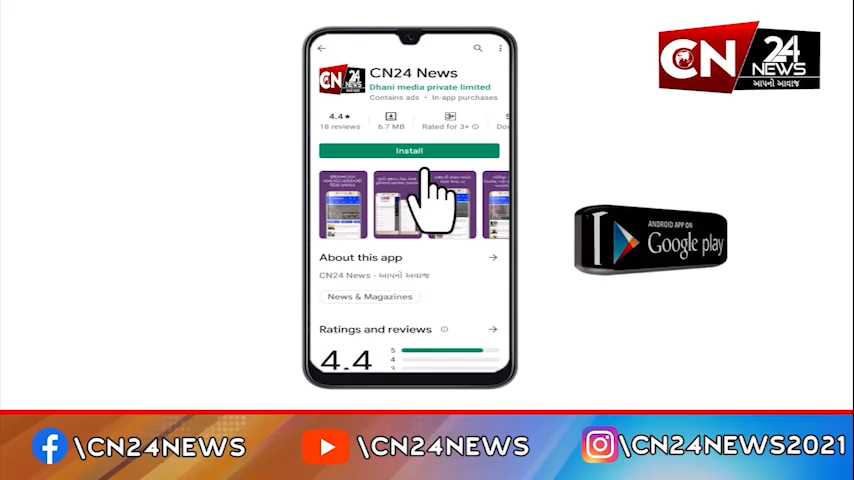 CN24 News
Dhani media private limited
Contains ads • In-app purchases
4.4★
18 reviews
6.7 MB
3+
Rated for 3+
5
Install
About this app
CN24 News - આપનો અવાજ
News & Magazines
Ratings and reviews
4.4
5
4
3
CN 24
NEWS
આપનો અવાજ
ANDROID APP ON
Google play
\CN24NEWS
\CN24NEWS
\CN24NEWS2021